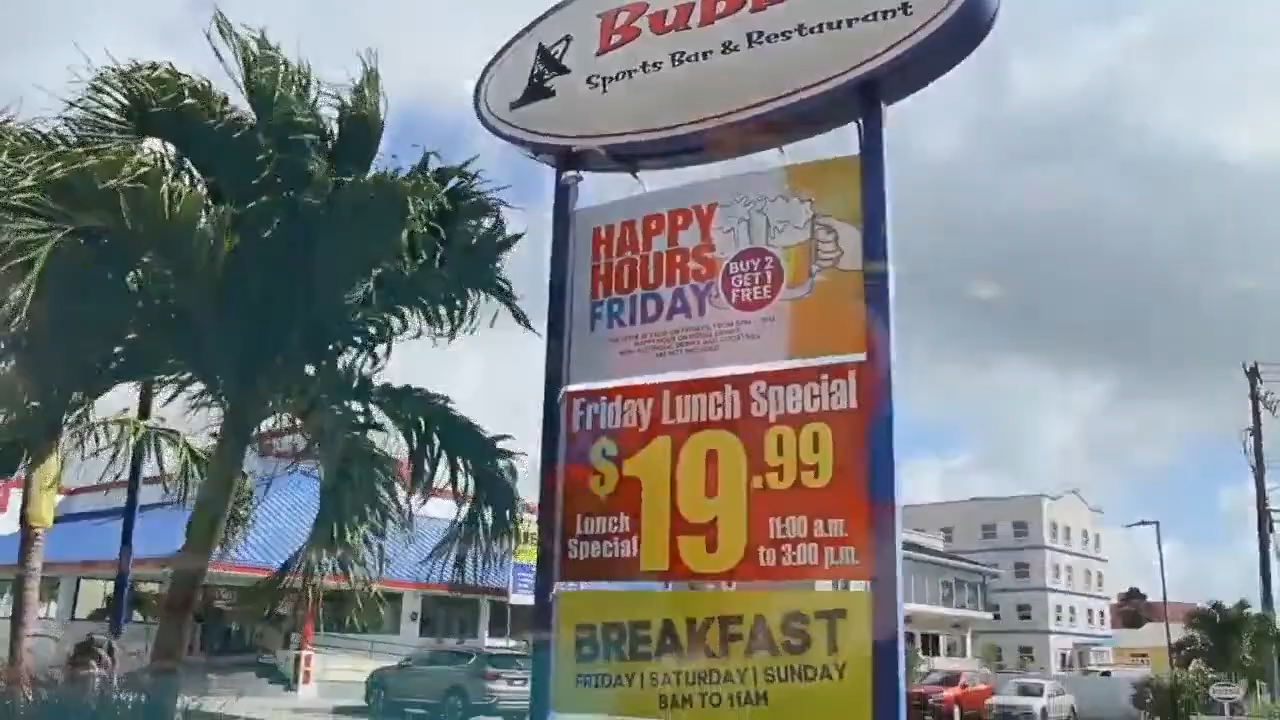 Sports Bar & Restaurant
HAPPY
HOURS
FRIDAY
BUY 2
GET 1
FREE
Friday Lunch Special
$19.99
Lunch
Special
11:00 a.m.
to 3:00 p.m.
BREAKFAST
FRIDAY | SATURDAY | SUNDAY
8AM TO 11AM